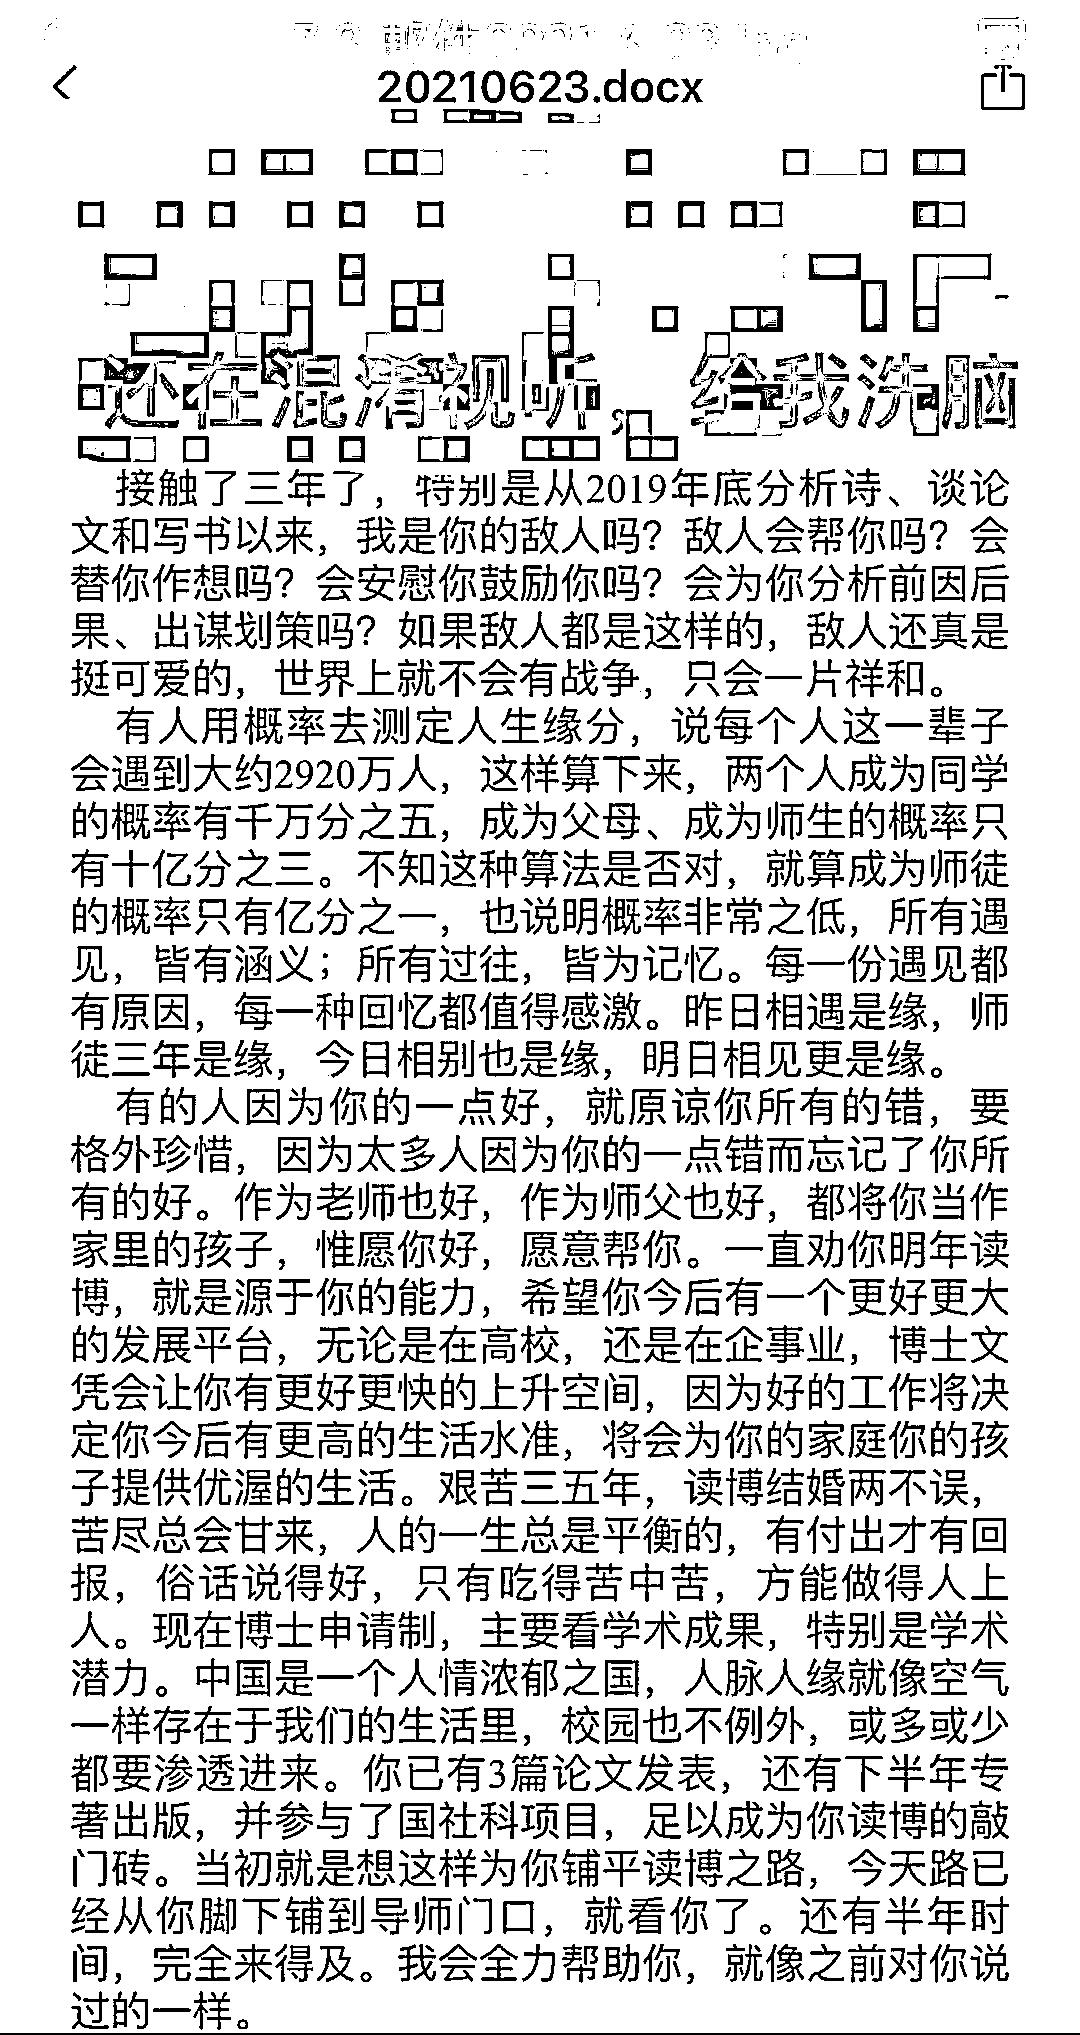 20210623.docx
还在混淆视听，给我洗脑
接触了三年了，特别是从2019年底分析诗、谈论
文和写书以来，我是你的敌人吗？敌人会帮你吗？会
替你作想吗？会安慰你鼓励你吗？会为你分析前因后
果、出谋划策吗？如果敌人都是这样的，敌人还真是
挺可爱的，世界上就不会有战争，只会一片祥和。
有人用概率去测定人生缘分，说每个人这一辈子
会遇到大约2920万人，这样算下来，两个人成为同学
的概率有千万分之五，成为父母、成为师生的概率只
有十亿分之三。不知这种算法是否对，就算成为师徒
的概率只有亿分之一，也说明概率非常之低，所有遇
见，皆有涵义；所有过往，皆为记忆。每一份遇见都
有原因，每一种回忆都值得感激。昨日相遇是缘，师
徒三年是缘，今日相别也是缘，明日相见更是缘。
有的人因为你的一点好，就原谅你所有的错，要
格外珍惜，因为太多人因为你的一点错而忘记了你所
有的好。作为老师也好，作为师父也好，都将你当作
家里的孩子，惟愿你好，愿意帮你。一直劝你明年读
博，就是源于你的能力，希望你今后有一个更好更大
的发展平台，无论是在高校，还是在企事业，博士文
凭会让你有更好更快的上升空间，因为好的工作将决
定你今后有更高的生活水准，将会为你的家庭你的孩
子提供优渥的生活。艰苦三五年，读博结婚两不误，
苦尽总会甘来，人的一生总是平衡的，有付出才有回
报，俗话说得好，只有吃得苦中苦，方能做得人上
人。现在博士申请制，主要看学术成果，特别是学术
潜力。中国是一个人情浓郁之国，人脉人缘就像空气
一样存在于我们的生活里，校园也不例外，或多或少
都要渗透进来。你已有3篇论文发表，还有下半年专
著出版，并参与了国社科项目，足以成为你读博的敲
门砖。当初就是想这样为你铺平读博之路，今天路已
经从你脚下铺到导师门口，就看你了。还有半年时
间，完全来得及。我会全力帮助你，就像之前对你说
过的一样。